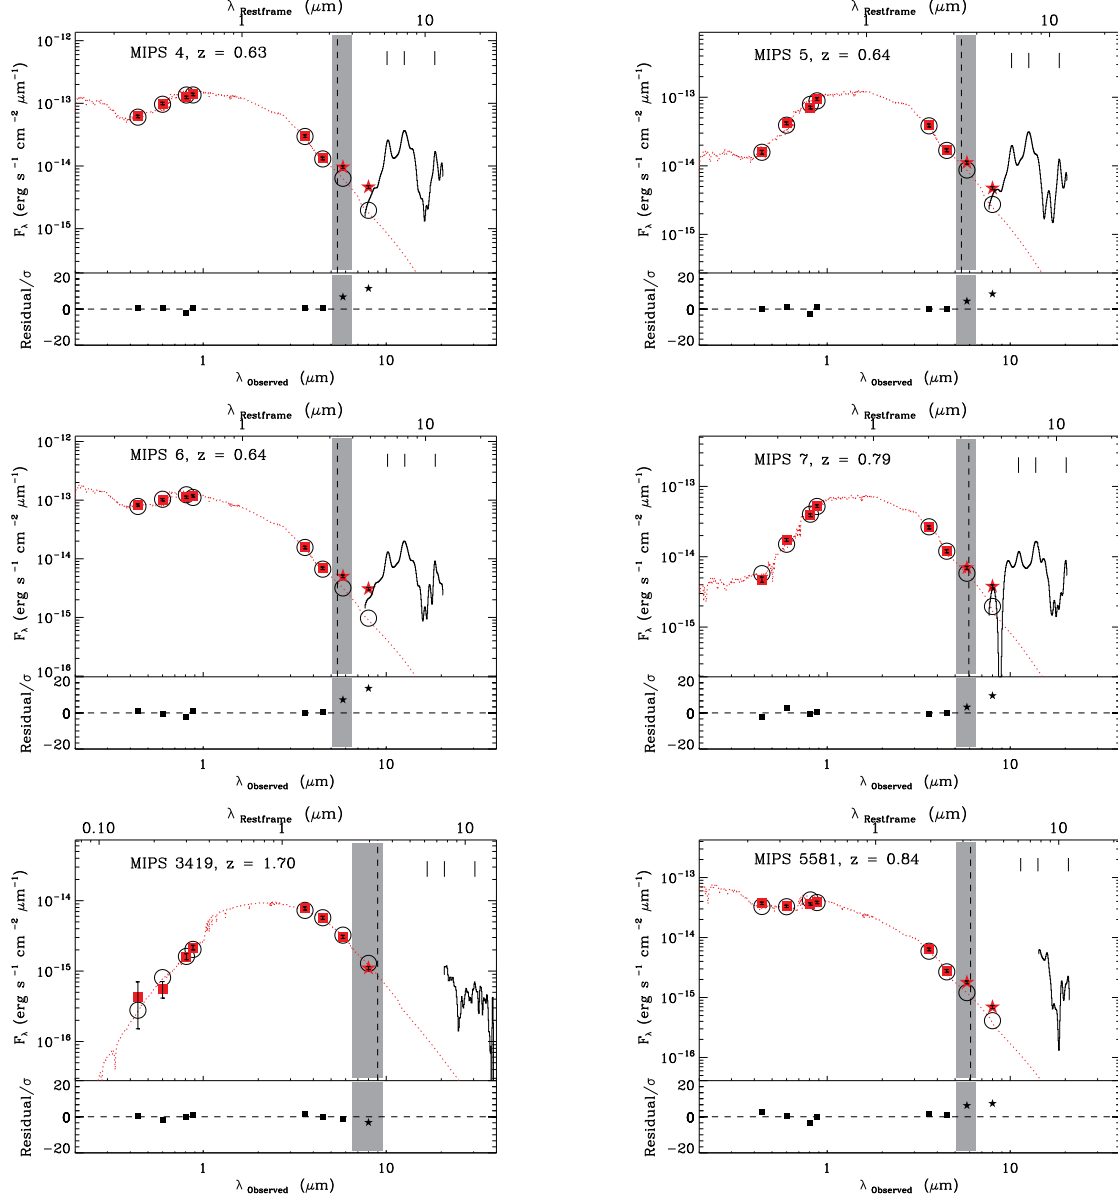 λ Restframe (μm)
1 10
MIPS 4, z = 0.63
10⁻¹²
10⁻¹³
10⁻¹⁴
10⁻¹⁵
F_λ (erg s⁻¹ cm⁻² μm⁻¹)
20
0
−20
Residual/σ
1 10
λ Observed (μm)
λ Restframe (μm)
1 10
MIPS 5, z = 0.64
10⁻¹³
10⁻¹⁴
10⁻¹⁵
F_λ (erg s⁻¹ cm⁻² μm⁻¹)
20
0
−20
Residual/σ
1 10
λ Observed (μm)
λ Restframe (μm)
1 10
MIPS 6, z = 0.64
10⁻¹²
10⁻¹³
10⁻¹⁴
10⁻¹⁵
10⁻¹⁶
F_λ (erg s⁻¹ cm⁻² μm⁻¹)
20
0
−20
Residual/σ
1 10
λ Observed (μm)
λ Restframe (μm)
1 10
MIPS 7, z = 0.79
10⁻¹³
10⁻¹⁴
10⁻¹⁵
F_λ (erg s⁻¹ cm⁻² μm⁻¹)
20
0
−20
Residual/σ
1 10
λ Observed (μm)
λ Restframe (μm)
0.10 1 10
MIPS 3419, z = 1.70
10⁻¹⁴
10⁻¹⁵
10⁻¹⁶
F_λ (erg s⁻¹ cm⁻² μm⁻¹)
20
0
−20
Residual/σ
1 10
λ Observed (μm)
λ Restframe (μm)
1 10
MIPS 5581, z = 0.84
10⁻¹³
10⁻¹⁴
10⁻¹⁵
10⁻¹⁶
F_λ (erg s⁻¹ cm⁻² μm⁻¹)
20
0
−20
Residual/σ
1 10
λ Observed (μm)